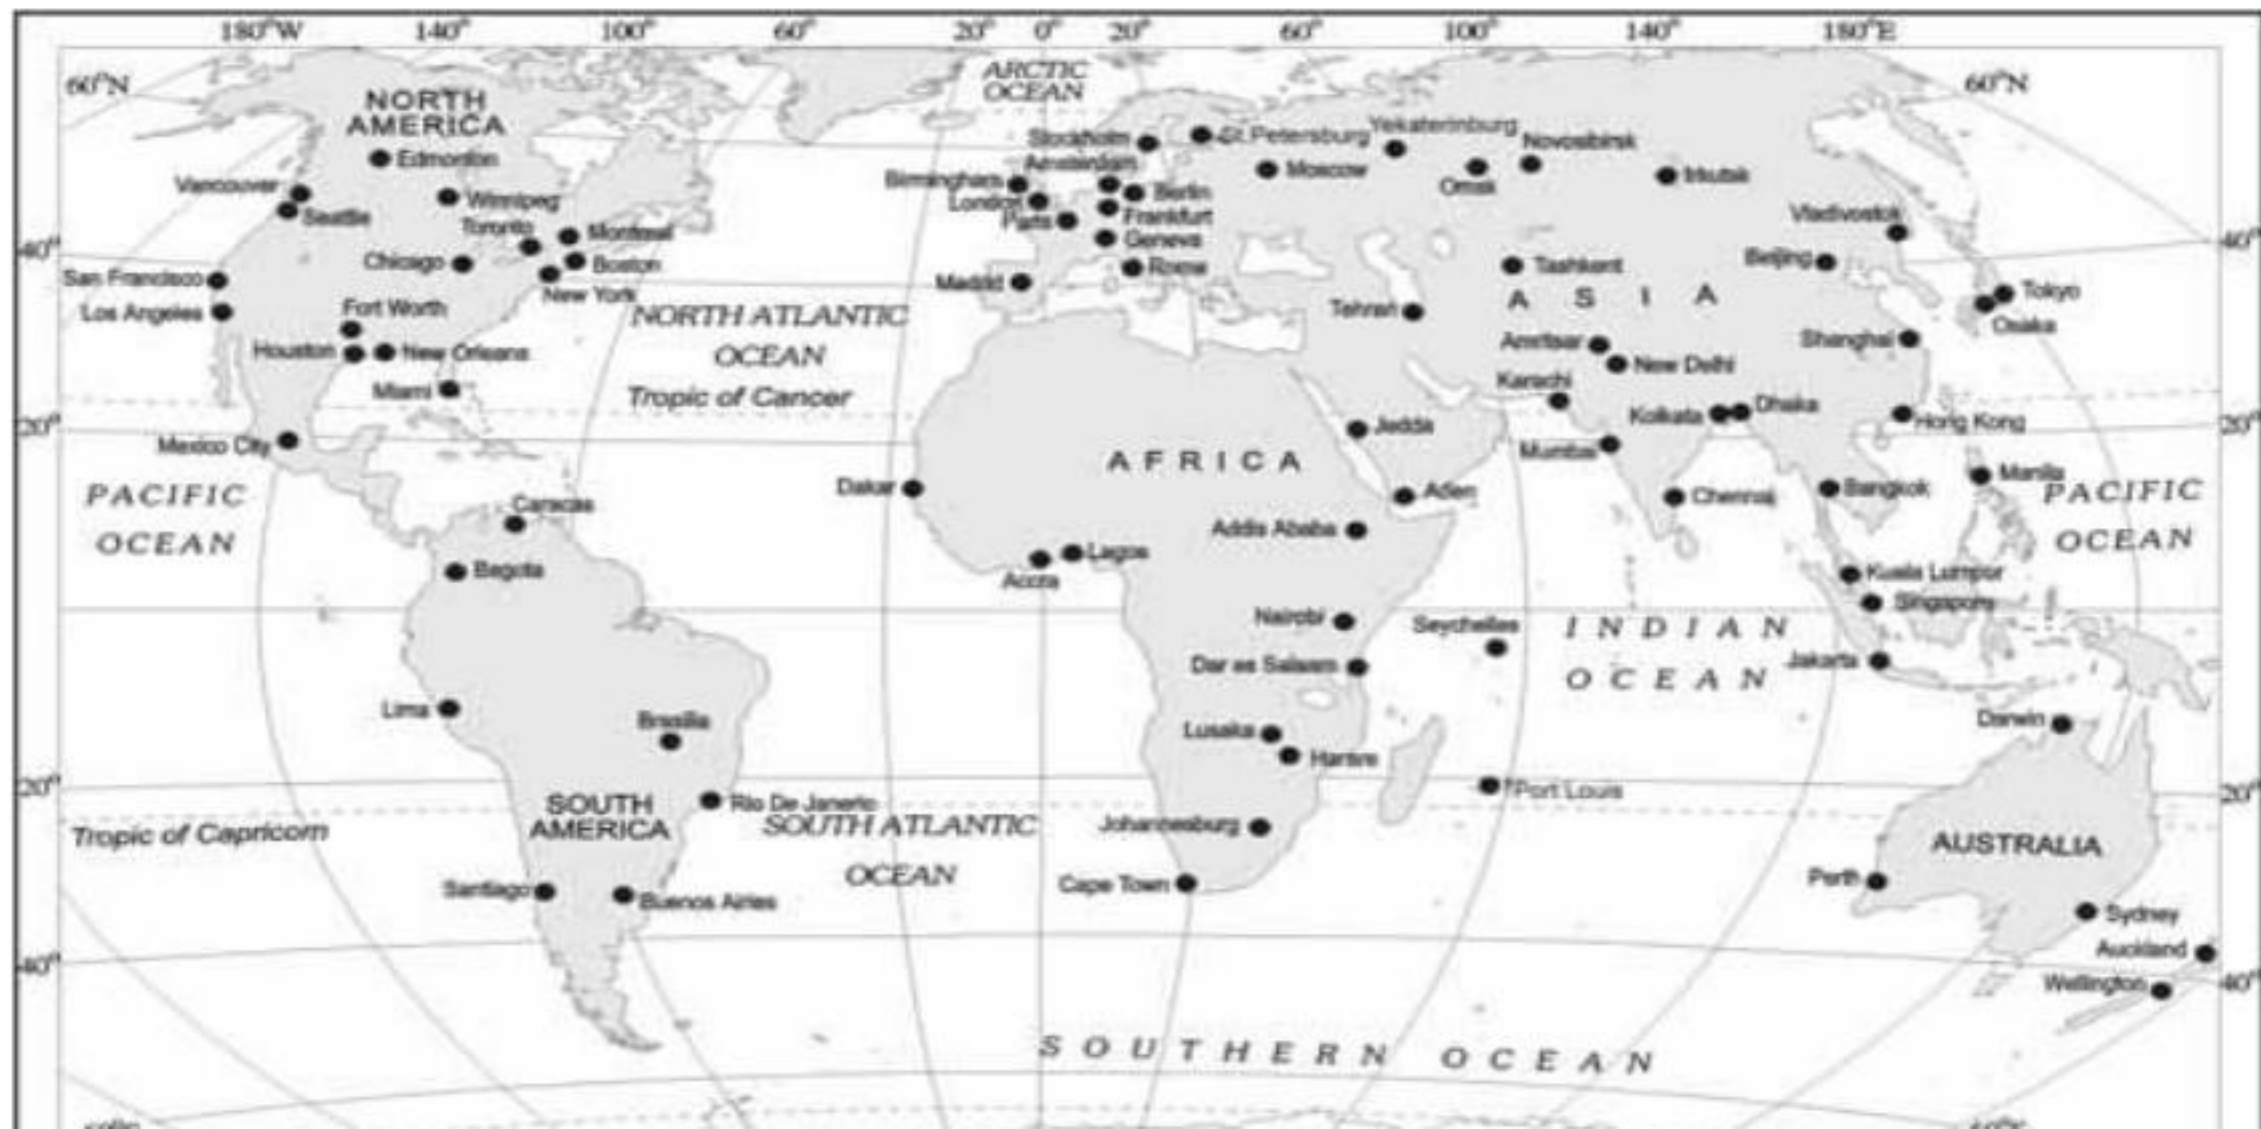 180°W 140° 100° 60° 20° 0° 20° 60° 100° 140° 180°E
60°N
ARCTIC
OCEAN
60°N
NORTH
AMERICA
Edmonton
Vancouver
Seattle
Winnipeg
Toronto
Montreal
Chicago
Boston
New York
San Francisco
Los Angeles
Fort Worth
Houston
New Orleans
Miami
Mexico City
Stockholm
St.Petersburg
Yekaterinburg
Novosibirsk
Amsterdam
Birmingham
London
Paris
Berlin
Frankfurt
Geneva
Rome
Madrid
Moscow
Omsk
Irkutsk
Vladivostok
Beijing
Tashkent
ASIA
Tehran
Tokyo
Osaka
Amritsar
New Delhi
Shanghai
Karachi
Kolkata
Dhaka
Hong Kong
Mumbai
Chennai
Bangkok
Manila
40°
40°
NORTH ATLANTIC
OCEAN
Tropic of Cancer
20°
20°
PACIFIC
OCEAN
PACIFIC
OCEAN
AFRICA
Jedda
Aden
Dakar
Addis Ababa
Accra
Lagos
Caracas
Bogota
Nairobi
Seychelles
Dar es Salaam
INDIAN
OCEAN
Kuala Lumpor
Singapore
Jakarta
Lima
Brasilia
Lusaka
Harare
Darwin
20°
20°
Port Louis
SOUTH
AMERICA
Rio De Janerio
Tropic of Capricorn
SOUTH ATLANTIC
OCEAN
Johannesburg
Cape Town
AUSTRALIA
Perth
Sydney
Santiago
Buenos Airies
Auckland
Wellington
40°
40°
SOUTHERN OCEAN